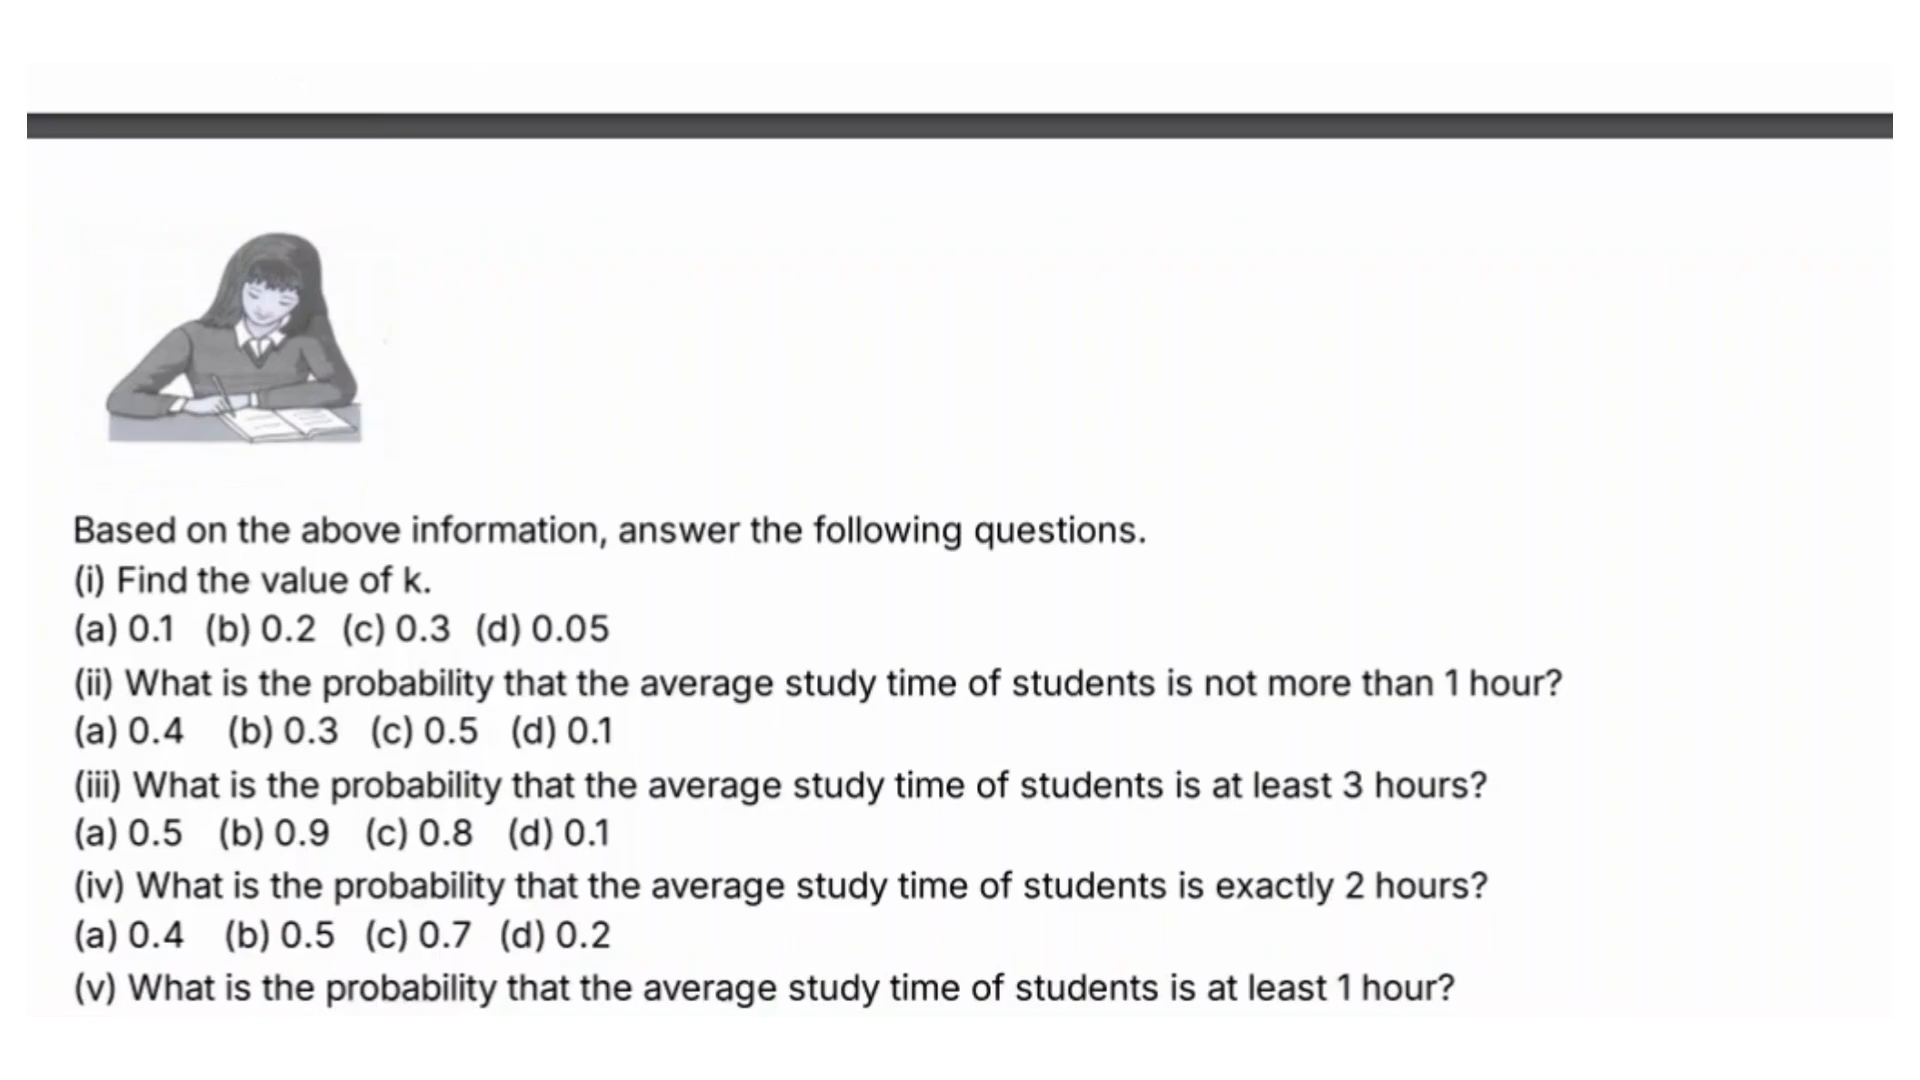 Based on the above information, answer the following questions.
(i) Find the value of k.
(a) 0.1 (b) 0.2 (c) 0.3 (d) 0.05
(ii) What is the probability that the average study time of students is not more than 1 hour?
(a) 0.4 (b) 0.3 (c) 0.5 (d) 0.1
(iii) What is the probability that the average study time of students is at least 3 hours?
(a) 0.5 (b) 0.9 (c) 0.8 (d) 0.1
(iv) What is the probability that the average study time of students is exactly 2 hours?
(a) 0.4 (b) 0.5 (c) 0.7 (d) 0.2
(v) What is the probability that the average study time of students is at least 1 hour?